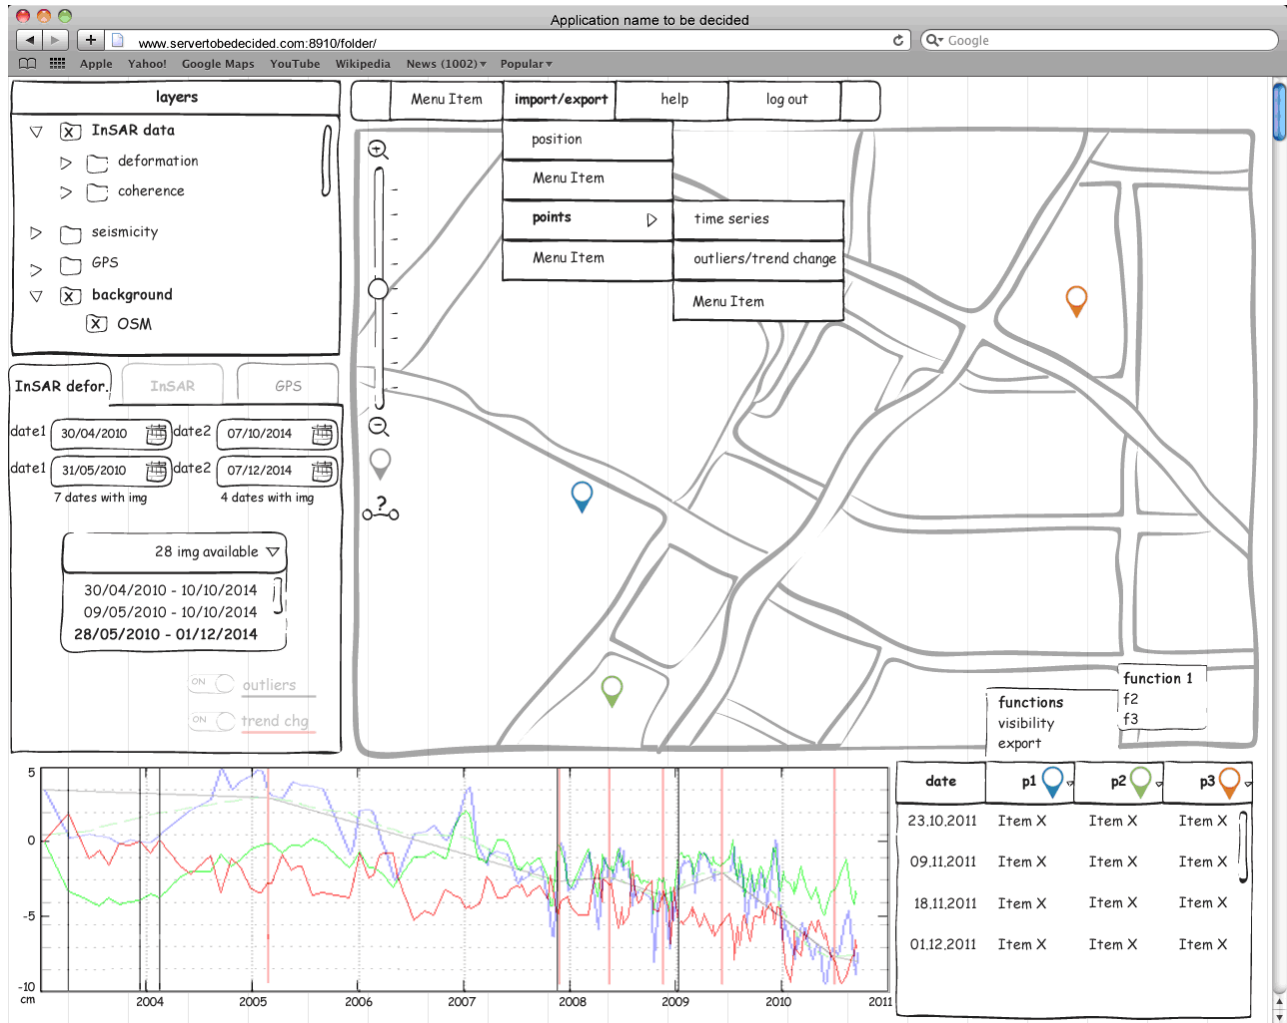 Application name to be decided
www.servertobedecided.com:8910/folder/
Google
Apple Yahoo! Google Maps YouTube Wikipedia News (1002) Popular
layers
InSAR data
deformation
coherence
seismicity
GPS
background
OSM
Menu Item import/export help log out
position
Menu Item
points
Menu Item
time series
outliers/trend change
Menu Item
InSAR defor. InSAR GPS
date1 30/04/2010 date2 07/10/2014
date1 31/05/2010 date2 07/12/2014
7 dates with img 4 dates with img
28 img available
30/04/2010 - 10/10/2014
09/05/2010 - 10/10/2014
28/05/2010 - 01/12/2014
ON outliers
ON trend chg
?
functions
visibility
export
function 1
f2
f3
5
0
-5
-10
cm
2004 2005 2006 2007 2008 2009 2010 2011
date p1 p2 p3
23.10.2011 Item X Item X Item X
09.11.2011 Item X Item X Item X
18.11.2011 Item X Item X Item X
01.12.2011 Item X Item X Item X